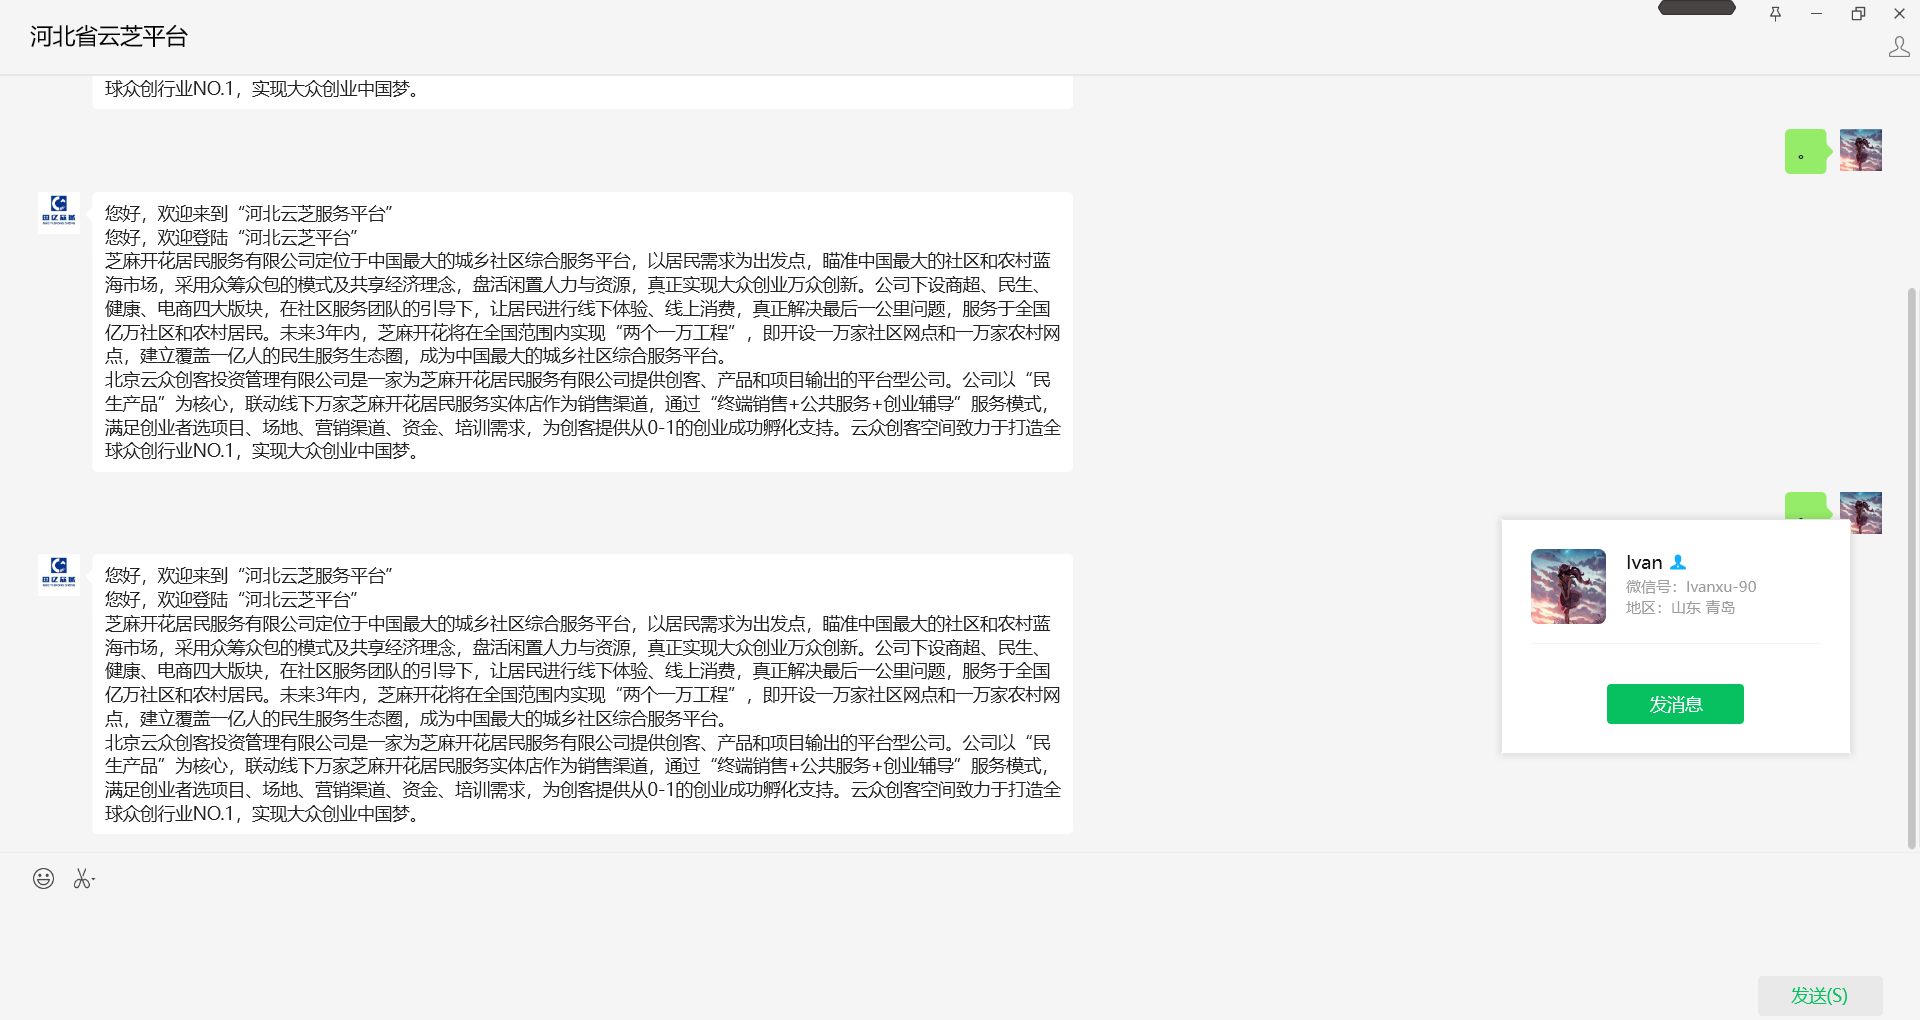 河北省云芝平台
球众创行业NO.1，实现大众创业中国梦。
。
您好，欢迎来到“河北云芝服务平台”
您好，欢迎登陆“河北云芝平台”
芝麻开花居民服务有限公司定位于中国最大的城乡社区综合服务平台，以居民需求为出发点，瞄准中国最大的社区和农村蓝
海市场，采用众筹众包的模式及共享经济理念，盘活闲置人力与资源，真正实现大众创业万众创新。公司下设商超、民生、
健康、电商四大版块，在社区服务团队的引导下，让居民进行线下体验、线上消费，真正解决最后一公里问题，服务于全国
亿万社区和农村居民。未来3年内，芝麻开花将在全国范围内实现“两个一万工程”，即开设一万家社区网点和一万家农村网
点，建立覆盖一亿人的民生服务生态圈，成为中国最大的城乡社区综合服务平台。
北京云众创客投资管理有限公司是一家为芝麻开花居民服务有限公司提供创客、产品和项目输出的平台型公司。公司以“民
生产品”为核心，联动线下万家芝麻开花居民服务实体店作为销售渠道，通过“终端销售+公共服务+创业辅导”服务模式，
满足创业者选项目、场地、营销渠道、资金、培训需求，为创客提供从0-1的创业成功孵化支持。云众创客空间致力于打造全
球众创行业NO.1，实现大众创业中国梦。
您好，欢迎来到“河北云芝服务平台”
您好，欢迎登陆“河北云芝平台”
芝麻开花居民服务有限公司定位于中国最大的城乡社区综合服务平台，以居民需求为出发点，瞄准中国最大的社区和农村蓝
海市场，采用众筹众包的模式及共享经济理念，盘活闲置人力与资源，真正实现大众创业万众创新。公司下设商超、民生、
健康、电商四大版块，在社区服务团队的引导下，让居民进行线下体验、线上消费，真正解决最后一公里问题，服务于全国
亿万社区和农村居民。未来3年内，芝麻开花将在全国范围内实现“两个一万工程”，即开设一万家社区网点和一万家农村网
点，建立覆盖一亿人的民生服务生态圈，成为中国最大的城乡社区综合服务平台。
北京云众创客投资管理有限公司是一家为芝麻开花居民服务有限公司提供创客、产品和项目输出的平台型公司。公司以“民
生产品”为核心，联动线下万家芝麻开花居民服务实体店作为销售渠道，通过“终端销售+公共服务+创业辅导”服务模式，
满足创业者选项目、场地、营销渠道、资金、培训需求，为创客提供从0-1的创业成功孵化支持。云众创客空间致力于打造全
球众创行业NO.1，实现大众创业中国梦。
Ivan
微信号：Ivanxu-90
地区：山东 青岛
发消息
发送(S)